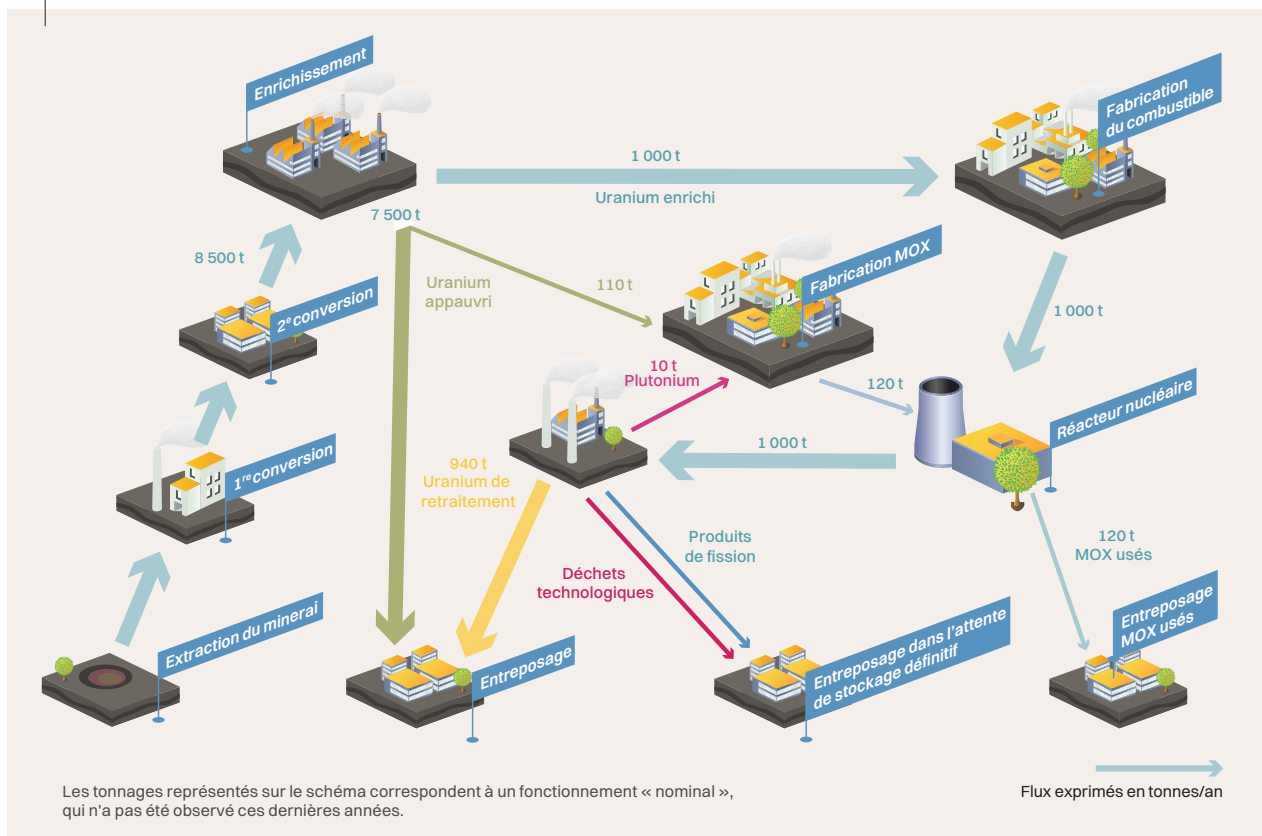 Enrichissement
Fabrication
du combustible
1 000 t
Uranium enrichi
7 500 t
8 500 t
Uranium
appauvri
110 t
Fabrication MOX
2e conversion
1 000 t
10 t
Plutonium
120 t
Réacteur nucléaire
1 000 t
1re conversion
940 t
Uranium de
retraitement
Produits
de fission
120 t
MOX usés
Déchets
technologiques
Extraction du minerai
Entreposage
Entreposage dans l'attente
de stockage définitif
Entreposage
MOX usés
Les tonnages représentés sur le schéma correspondent à un fonctionnement « nominal »,
qui n'a pas été observé ces dernières années.
Flux exprimés en tonnes/an